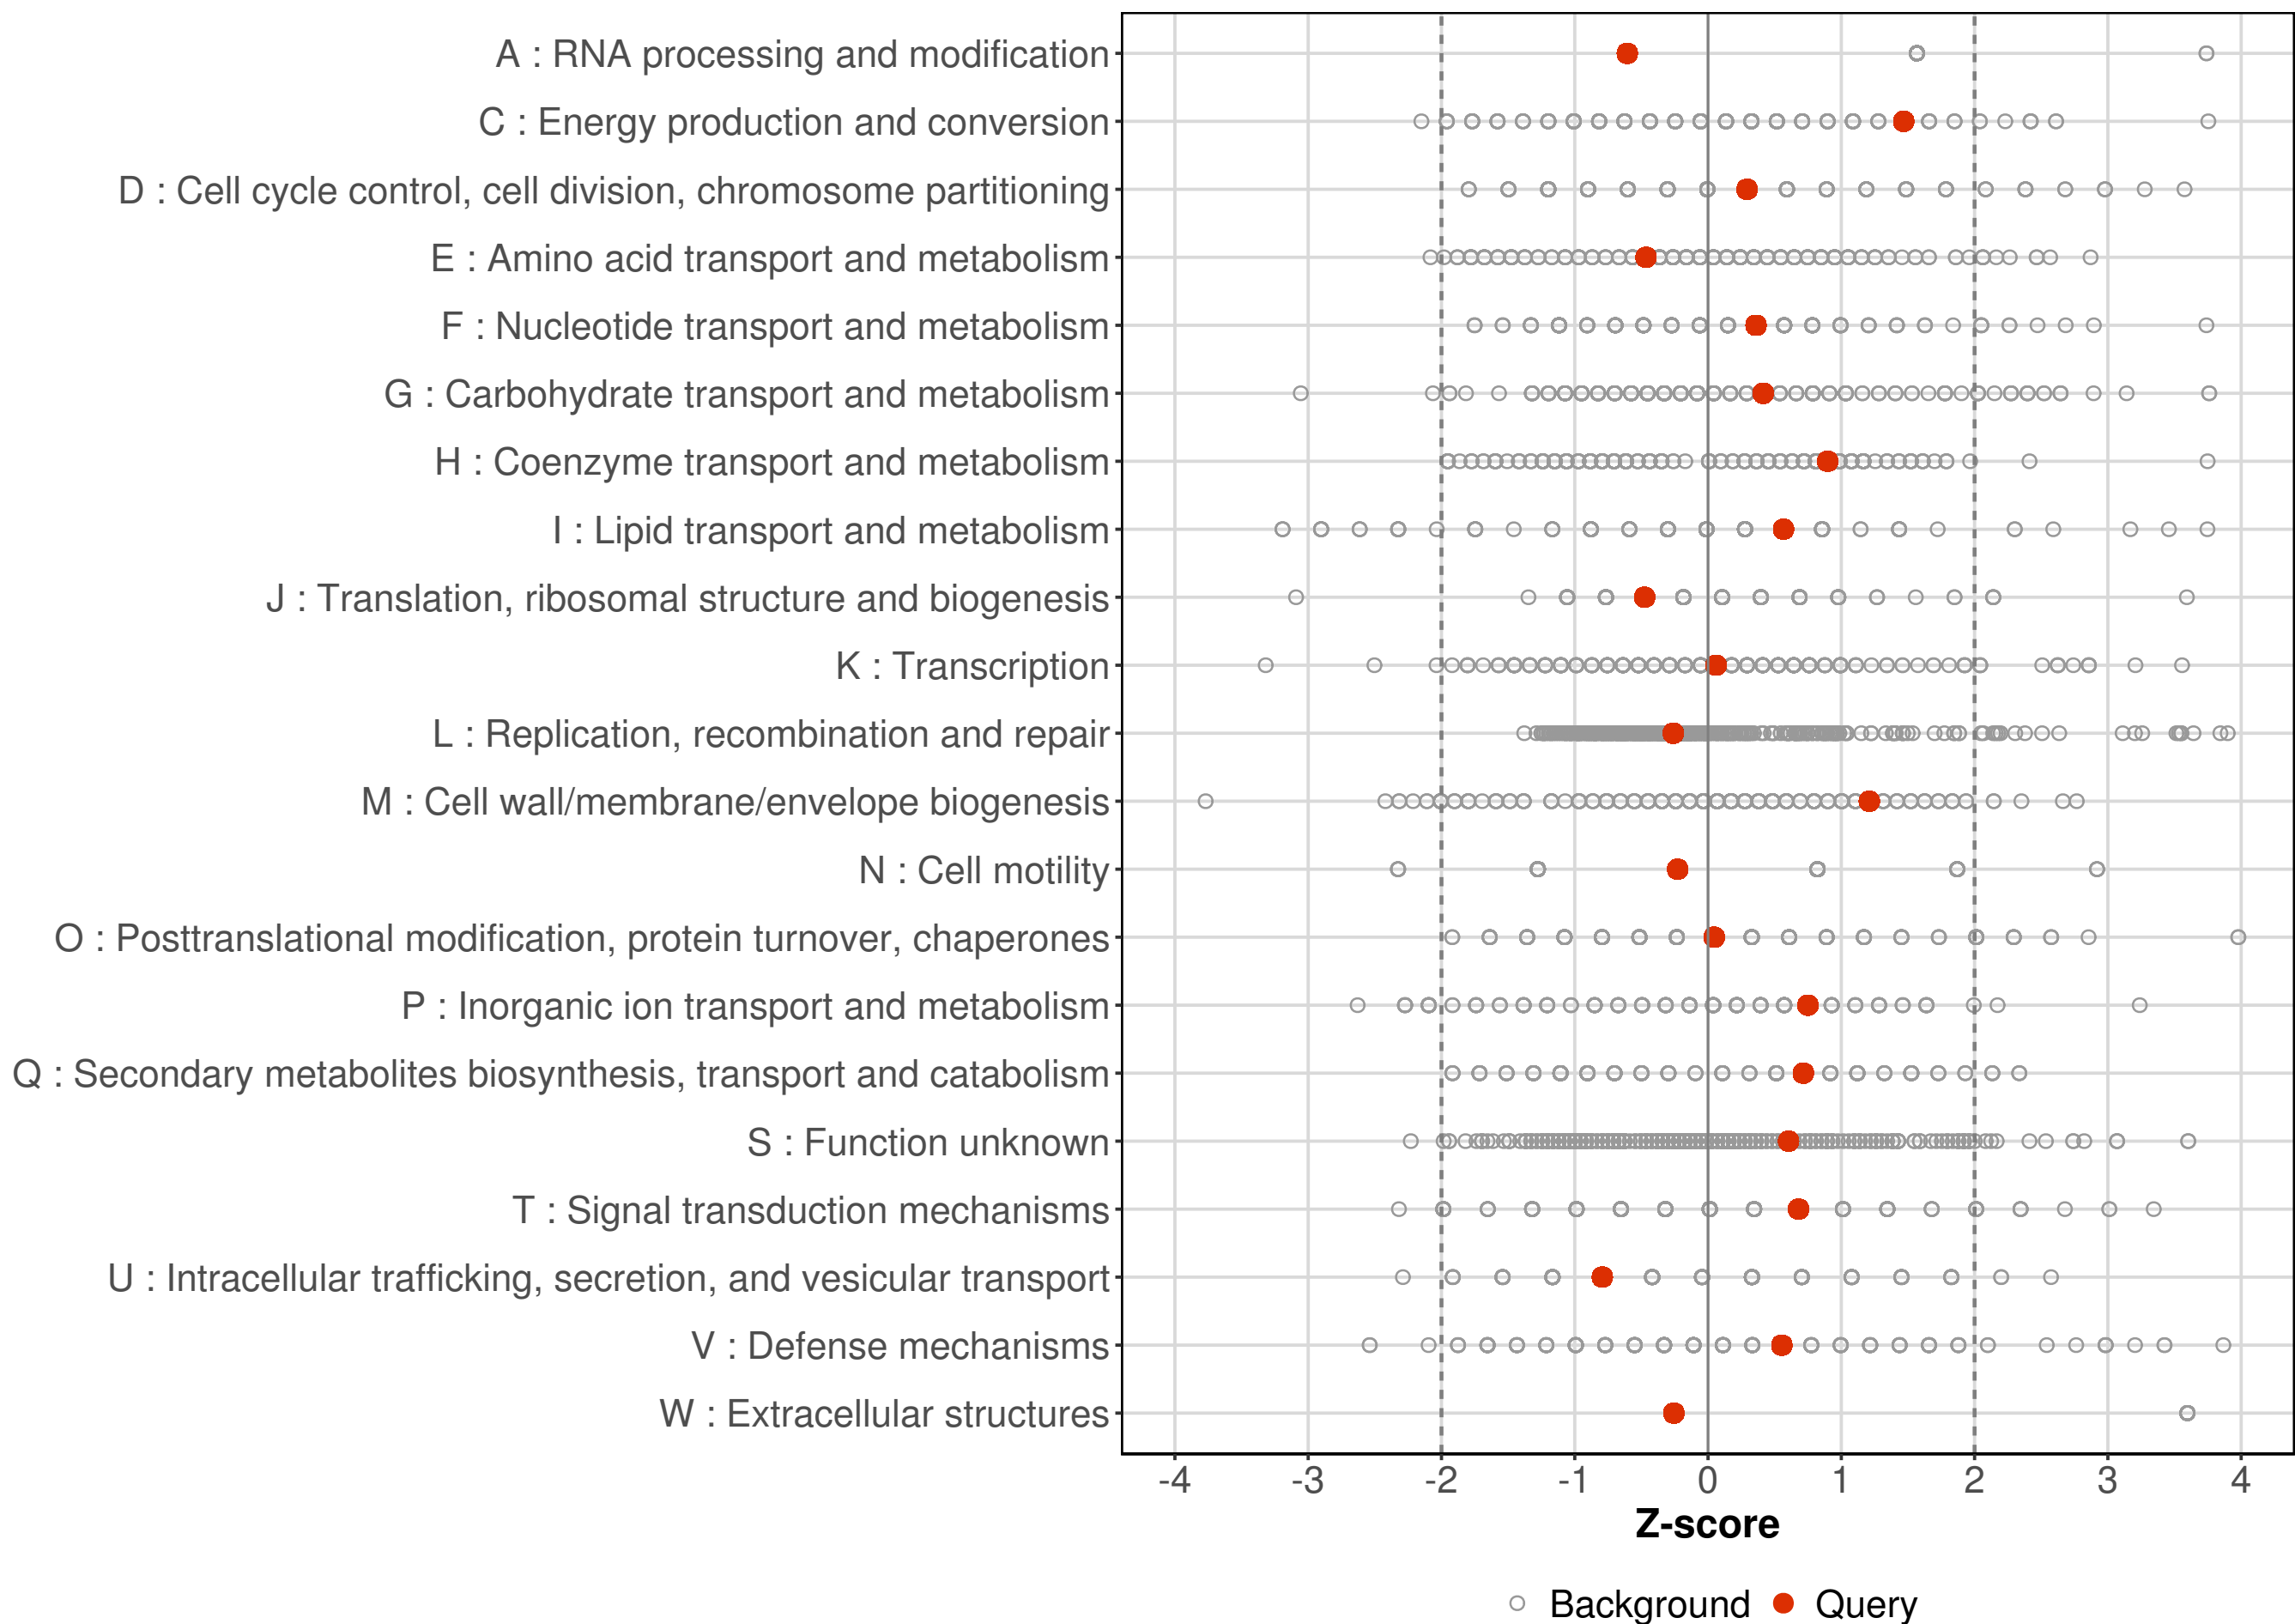 A : RNA processing and modification
C : Energy production and conversion
D : Cell cycle control, cell division, chromosome partitioning
E : Amino acid transport and metabolism
F : Nucleotide transport and metabolism
G : Carbohydrate transport and metabolism
H : Coenzyme transport and metabolism
I : Lipid transport and metabolism
J : Translation, ribosomal structure and biogenesis
K : Transcription
L : Replication, recombination and repair
M : Cell wall/membrane/envelope biogenesis
N : Cell motility
O : Posttranslational modification, protein turnover, chaperones
P : Inorganic ion transport and metabolism
Q : Secondary metabolites biosynthesis, transport and catabolism
S : Function unknown
T : Signal transduction mechanisms
U : Intracellular trafficking, secretion, and vesicular transport
V : Defense mechanisms
W : Extracellular structures
-4 -3 -2 -1 0 1 2 3 4
Z-score
Background Query